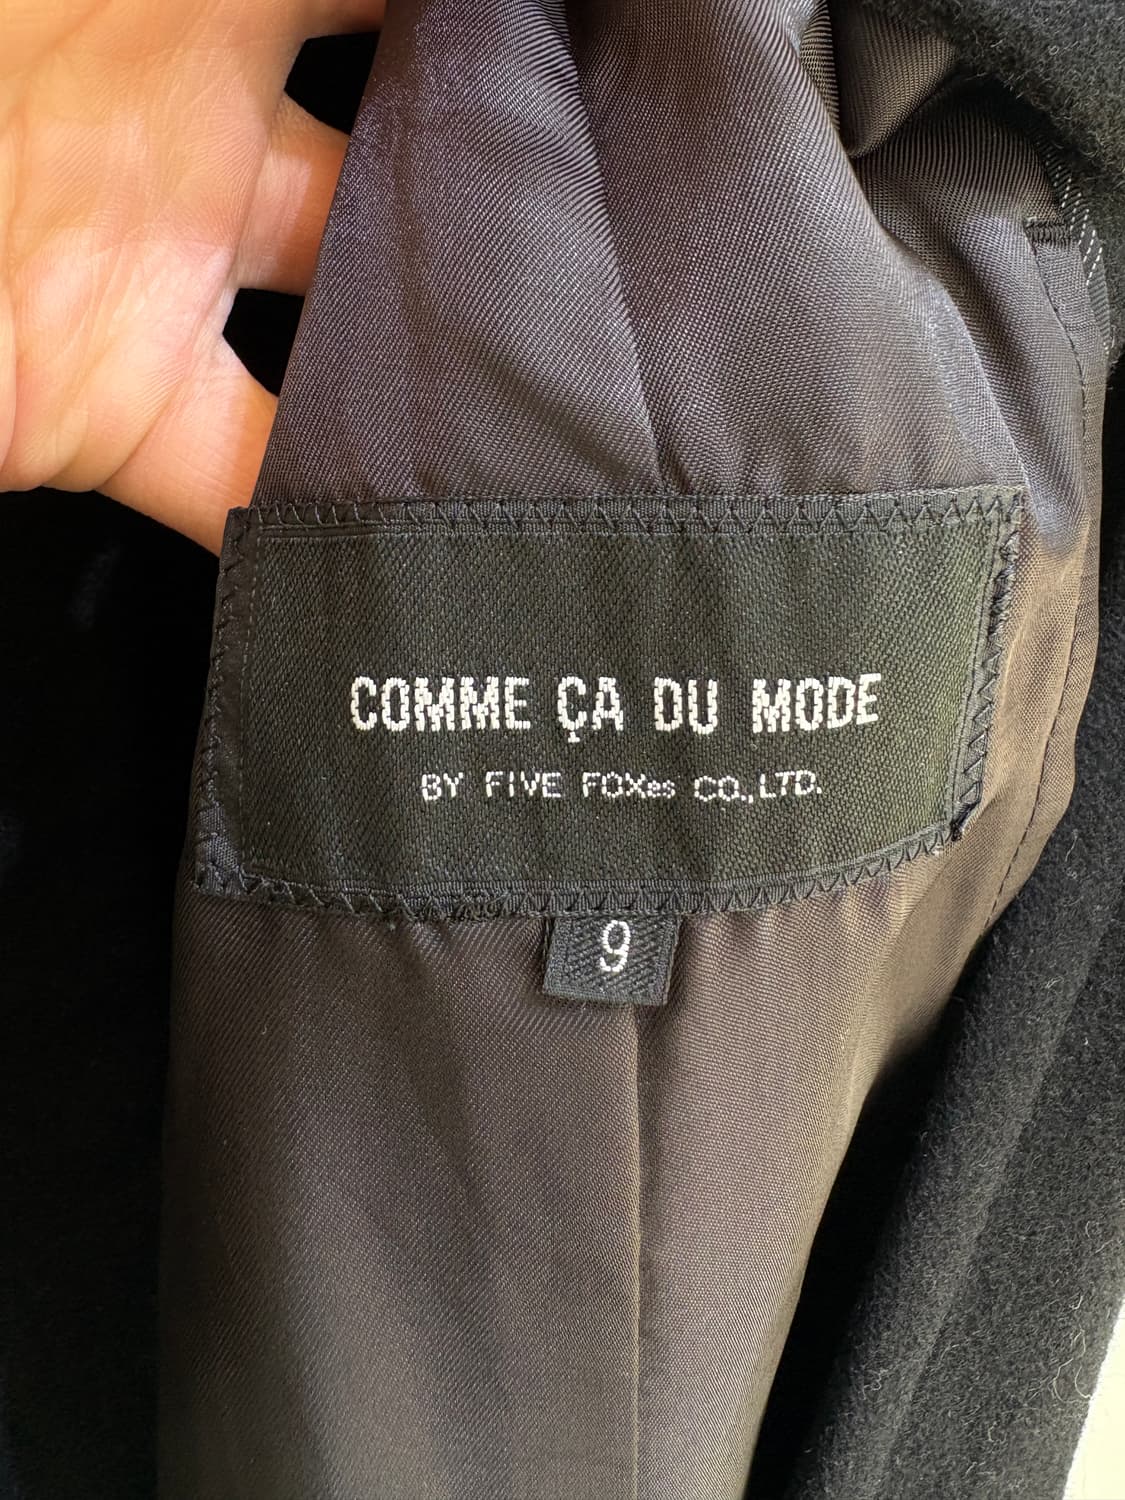 COMME ÇA DU MODE
BY FIVE FOXes CO.,LTD.
9